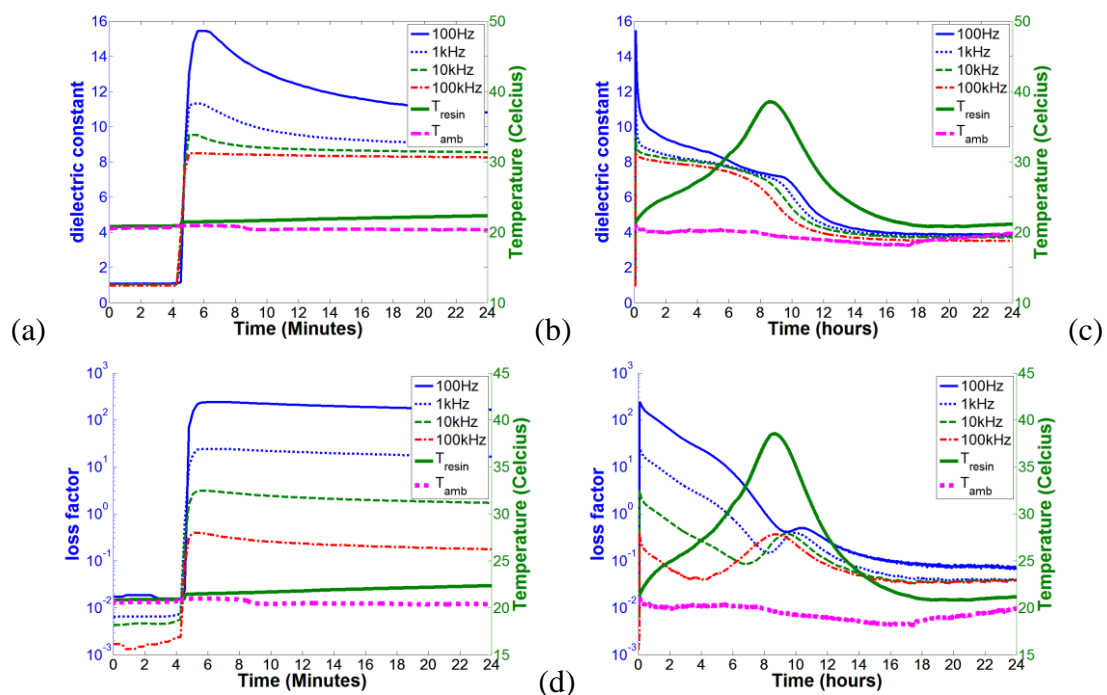 16
14
12
10
8
6
4
2
0
dielectric constant
0 2 4 6 8 10 12 14 16 18 20 22 24
Time (Minutes)
50
40
30
20
10
Temperature (Celcius)
100Hz
1kHz
10kHz
100kHz
Tresin
Tamb
(a)
16
14
12
10
8
6
4
2
0
dielectric constant
0 2 4 6 8 10 12 14 16 18 20 22 24
Time (hours)
50
40
30
20
10
Temperature (Celcius)
100Hz
1kHz
10kHz
100kHz
Tresin
Tamb
(b)
(c)
10³
10²
10¹
10⁰
10⁻¹
10⁻²
10⁻³
loss factor
0 2 4 6 8 10 12 14 16 18 20 22 24
Time (Minutes)
45
40
35
30
25
20
15
Temperature (Celcius)
100Hz
1kHz
10kHz
100kHz
Tresin
Tamb
10³
10²
10¹
10⁰
10⁻¹
10⁻²
10⁻³
loss factor
0 2 4 6 8 10 12 14 16 18 20 22 24
Time (hours)
45
40
35
30
25
20
15
Temperature (Celcius)
100Hz
1kHz
10kHz
100kHz
Tresin
Tamb
(d)